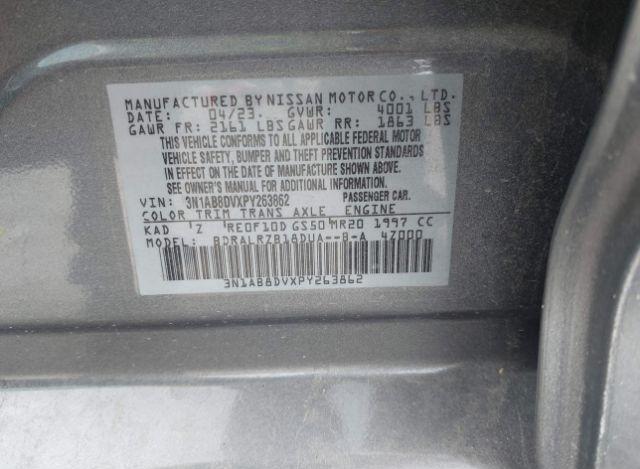 MANUFACTURED BY NISSAN MOTOR CO., LTD.
DATE: 04/23. GVWR: 4001 LBS
GAWR FR: 2161 LBS GAWR RR: 1863 LBS
THIS VEHICLE CONFORMS TO ALL APPLICABLE FEDERAL MOTOR
VEHICLE SAFETY, BUMPER AND THEFT PREVENTION STANDARDS
IN EFFECT ON THE DATE OF MANUFACTURE SHOWN ABOVE.
SEE OWNER'S MANUAL FOR ADDITIONAL INFORMATION.
VIN: 3N1AB8DVXPY263862 PASSENGER CAR.
COLOR TRIM TRANS AXLE ENGINE
KAD 'Z 'RE0F10D GS50 MR20 1997 CC
MODEL: BDRALRZB18DUA--B-A 47000
3N1AB8DVXPY263862